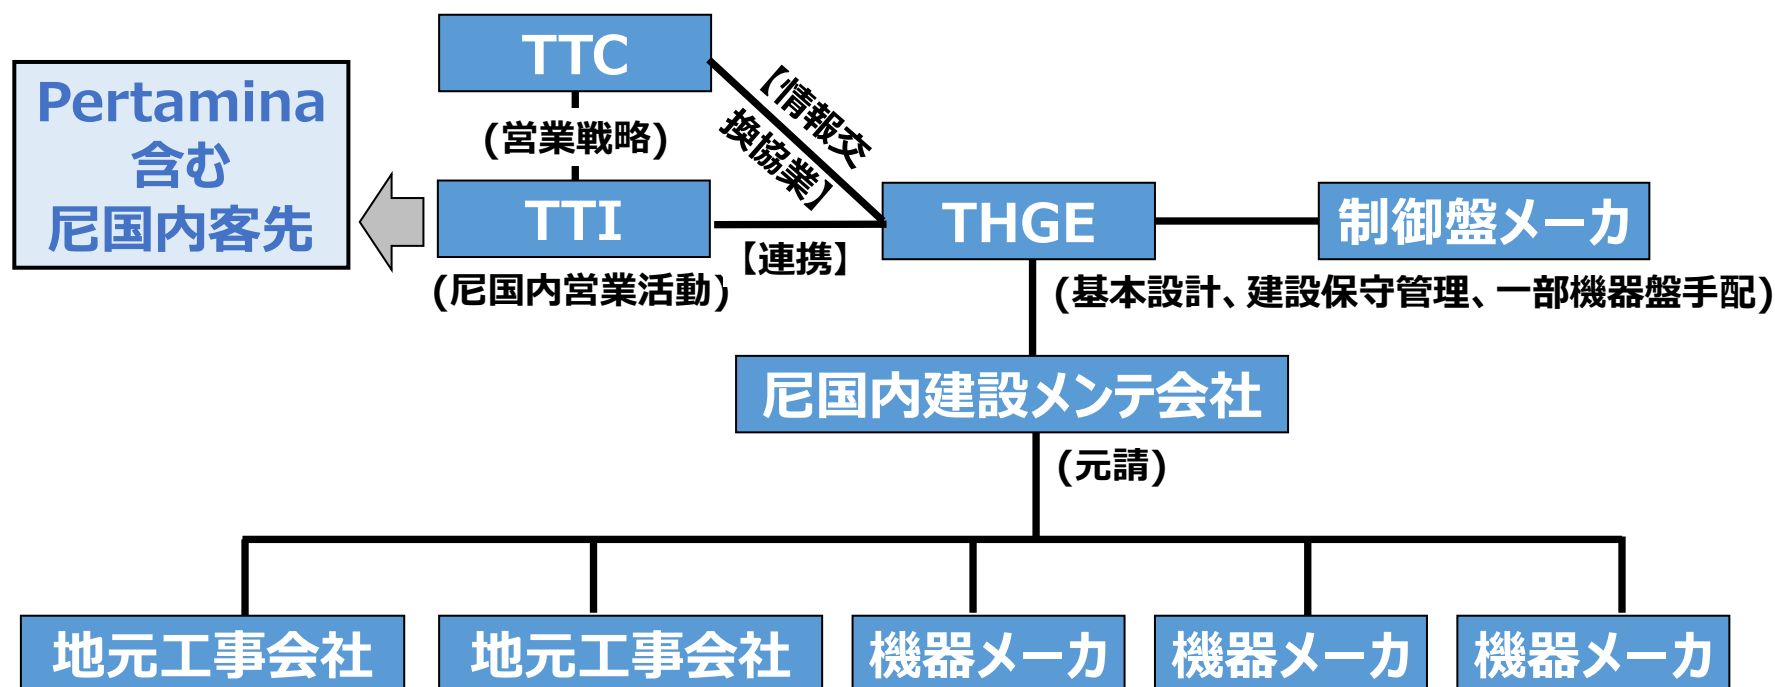 TTC
Pertamina
含む
尼国内客先
(営業戦略)
【情報交
換協業】
TTI
【連携】
(尼国内営業活動)
THGE
制御盤メーカ
(基本設計、建設保守管理、一部機器盤手配)
尼国内建設メンテ会社
(元請)
地元工事会社
地元工事会社
機器メーカ
機器メーカ
機器メーカ